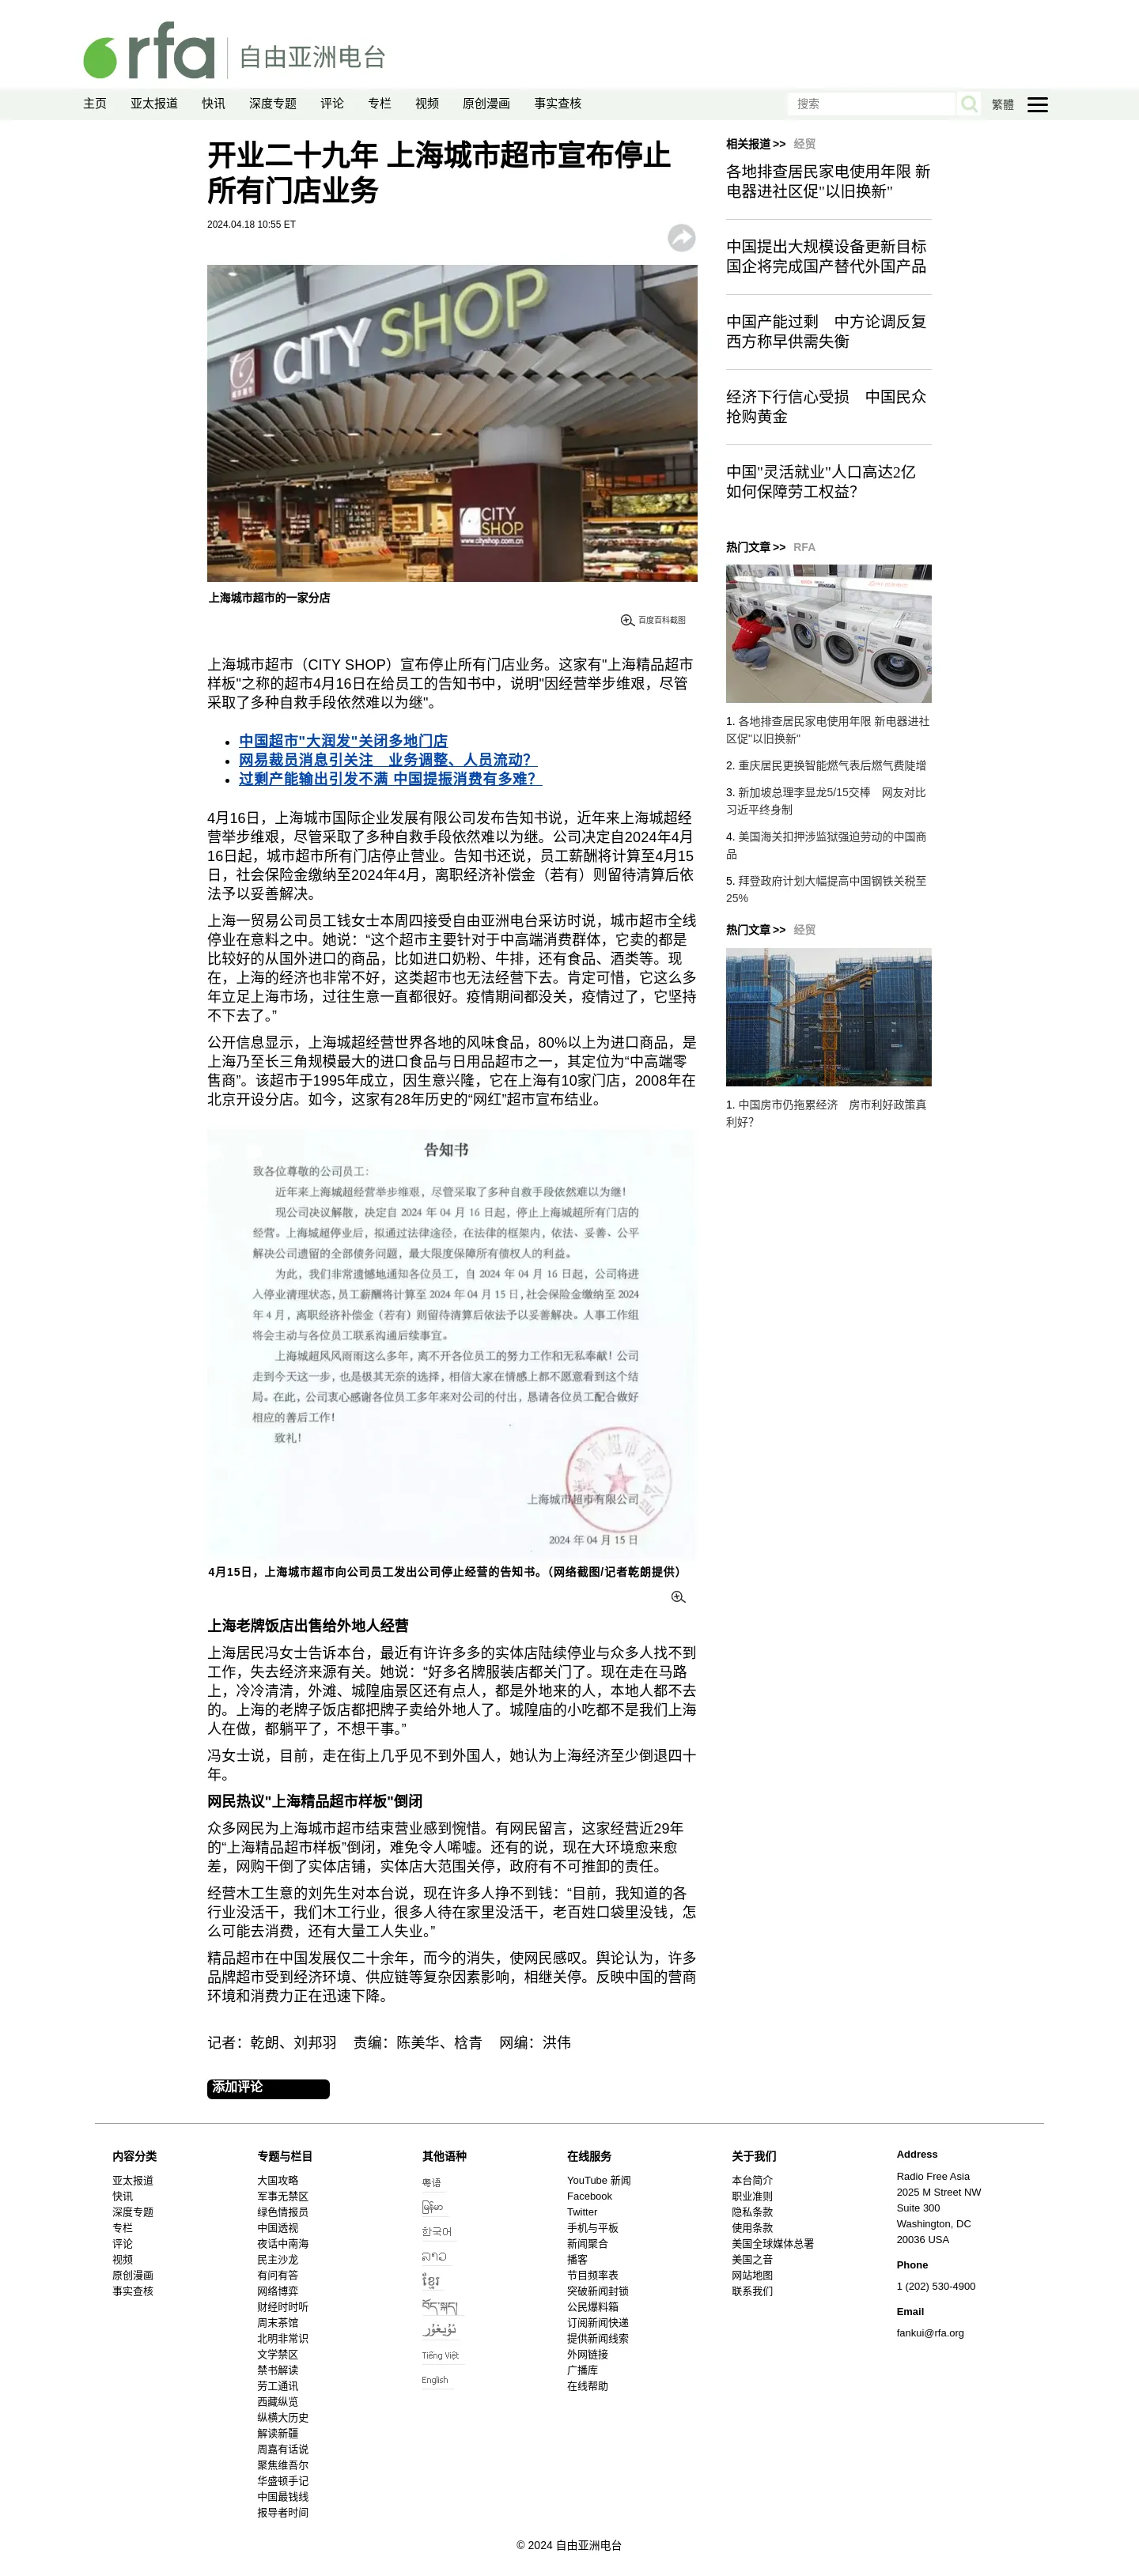 rfa 自由亚洲电台
主页 亚太报道 快讯 深度专题 评论 专栏 视频 原创漫画 事实查核 搜索 繁體
开业二十九年 上海城市超市宣布停止
所有门店业务
2024.04.18 10:55 ET
CITY SHOP
CITY
SHOP
www.cityshop.com.cn
上海城市超市的一家分店
百度百科截图
上海城市超市（CITY SHOP）宣布停止所有门店业务。这家有"上海精品超市
样板"之称的超市4月16日在给员工的告知书中，说明"因经营举步维艰，尽管
采取了多种自救手段依然难以为继"。
中国超市"大润发"关闭多地门店
网易裁员消息引关注　业务调整、人员流动？
过剩产能输出引发不满 中国提振消费有多难？
4月16日，上海城市国际企业发展有限公司发布告知书说，近年来上海城超经
营举步维艰，尽管采取了多种自救手段依然难以为继。公司决定自2024年4月
16日起，城市超市所有门店停止营业。告知书还说，员工薪酬将计算至4月15
日，社会保险金缴纳至2024年4月，离职经济补偿金（若有）则留待清算后依
法予以妥善解决。
上海一贸易公司员工钱女士本周四接受自由亚洲电台采访时说，城市超市全线
停业在意料之中。她说：“这个超市主要针对于中高端消费群体，它卖的都是
比较好的从国外进口的商品，比如进口奶粉、牛排，还有食品、酒类等。现
在，上海的经济也非常不好，这类超市也无法经营下去。肯定可惜，它这么多
年立足上海市场，过往生意一直都很好。疫情期间都没关，疫情过了，它坚持
不下去了。”
公开信息显示，上海城超经营世界各地的风味食品，80%以上为进口商品，是
上海乃至长三角规模最大的进口食品与日用品超市之一，其定位为“中高端零
售商”。该超市于1995年成立，因生意兴隆，它在上海有10家门店，2008年在
北京开设分店。如今，这家有28年历史的“网红”超市宣布结业。
告知书
致各位尊敬的公司员工：
近年来上海城超经营举步维艰，尽管采取了多种自救手段依然难以为继！
现公司决议解散，决定自 2024 年 04 月 16 日起，停止上海城超所有门店的
经营。上海城超停业后，拟通过法律途径，在法律的框架内，依法、妥善、公平
解决公司遗留的全部债务问题，最大限度保障所有债权人的利益。
为此，我们非常遗憾地通知各位员工，自 2024 年 04 月 16 日起，公司将进
入停业清理状态，员工薪酬将计算至 2024 年 04 月 15 日，社会保险金缴纳至 2024
年 4 月，离职经济补偿金（若有）则留待清算后依法予以妥善解决。人事工作组
将会主动与各位员工联系沟通后续事宜。
上海城超风风雨雨这么多年，离不开各位员工的努力工作和无私奉献！公司
走到今天这一步，也是极其无奈的选择，相信大家在情感上都不愿意看到这个结
局。在此，公司衷心感谢各位员工多年来对公司的付出，恳请各位员工配合做好
相应的善后工作！
致礼！
上海城市超市有限公司
2024 年 04 月 15 日
4月15日，上海城市超市向公司员工发出公司停止经营的告知书。（网络截图/记者乾朗提供）
上海老牌饭店出售给外地人经营
上海居民冯女士告诉本台，最近有许许多多的实体店陆续停业与众多人找不到
工作，失去经济来源有关。她说：“好多名牌服装店都关门了。现在走在马路
上，冷冷清清，外滩、城隍庙景区还有点人，都是外地来的人，本地人都不去
的。上海的老牌子饭店都把牌子卖给外地人了。城隍庙的小吃都不是我们上海
人在做，都躺平了，不想干事。”
冯女士说，目前，走在街上几乎见不到外国人，她认为上海经济至少倒退四十
年。
网民热议"上海精品超市样板"倒闭
众多网民为上海城市超市结束营业感到惋惜。有网民留言，这家经营近29年
的“上海精品超市样板”倒闭，难免令人唏嘘。还有的说，现在大环境愈来愈
差，网购干倒了实体店铺，实体店大范围关停，政府有不可推卸的责任。
经营木工生意的刘先生对本台说，现在许多人挣不到钱：“目前，我知道的各
行业没活干，我们木工行业，很多人待在家里没活干，老百姓口袋里没钱，怎
么可能去消费，还有大量工人失业。”
精品超市在中国发展仅二十余年，而今的消失，使网民感叹。舆论认为，许多
品牌超市受到经济环境、供应链等复杂因素影响，相继关停。反映中国的营商
环境和消费力正在迅速下降。
记者：乾朗、刘邦羽　责编：陈美华、梒青　网编：洪伟
添加评论
相关报道 >> 经贸
各地排查居民家电使用年限 新
电器进社区促"以旧换新"
中国提出大规模设备更新目标
国企将完成国产替代外国产品
中国产能过剩　中方论调反复
西方称早供需失衡
经济下行信心受损　中国民众
抢购黄金
中国"灵活就业"人口高达2亿
如何保障劳工权益？
热门文章 >> RFA
1. 各地排查居民家电使用年限 新电器进社
区促"以旧换新"
2. 重庆居民更换智能燃气表后燃气费陡增
3. 新加坡总理李显龙5/15交棒　网友对比
习近平终身制
4. 美国海关扣押涉监狱强迫劳动的中国商
品
5. 拜登政府计划大幅提高中国钢铁关税至
25%
热门文章 >> 经贸
1. 中国房市仍拖累经济　房市利好政策真
利好？
内容分类
亚太报道
快讯
深度专题
专栏
评论
视频
原创漫画
事实查核
专题与栏目
大国攻略
军事无禁区
绿色情报员
中国透视
夜话中南海
民主沙龙
有问有答
网络博弈
财经时时听
周末茶馆
北明非常识
文学禁区
禁书解读
劳工通讯
西藏纵览
纵横大历史
解读新疆
周嘉有话说
聚焦维吾尔
华盛顿手记
中国最钱线
报导者时间
其他语种
粤语
မြန်မာ
한국어
ລາວ
ខ្មែរ
བོད་སྐད།
ئۇيغۇر
Tiếng Việt
English
在线服务
YouTube 新闻
Facebook
Twitter
手机与平板
新闻聚合
播客
节目频率表
突破新闻封锁
公民爆料箱
订阅新闻快递
提供新闻线索
外网链接
广播库
在线帮助
关于我们
本台简介
职业准则
隐私条款
使用条款
美国全球媒体总署
美国之音
网站地图
联系我们
Address
Radio Free Asia
2025 M Street NW
Suite 300
Washington, DC
20036 USA
Phone
1 (202) 530-4900
Email
fankui@rfa.org
© 2024 自由亚洲电台